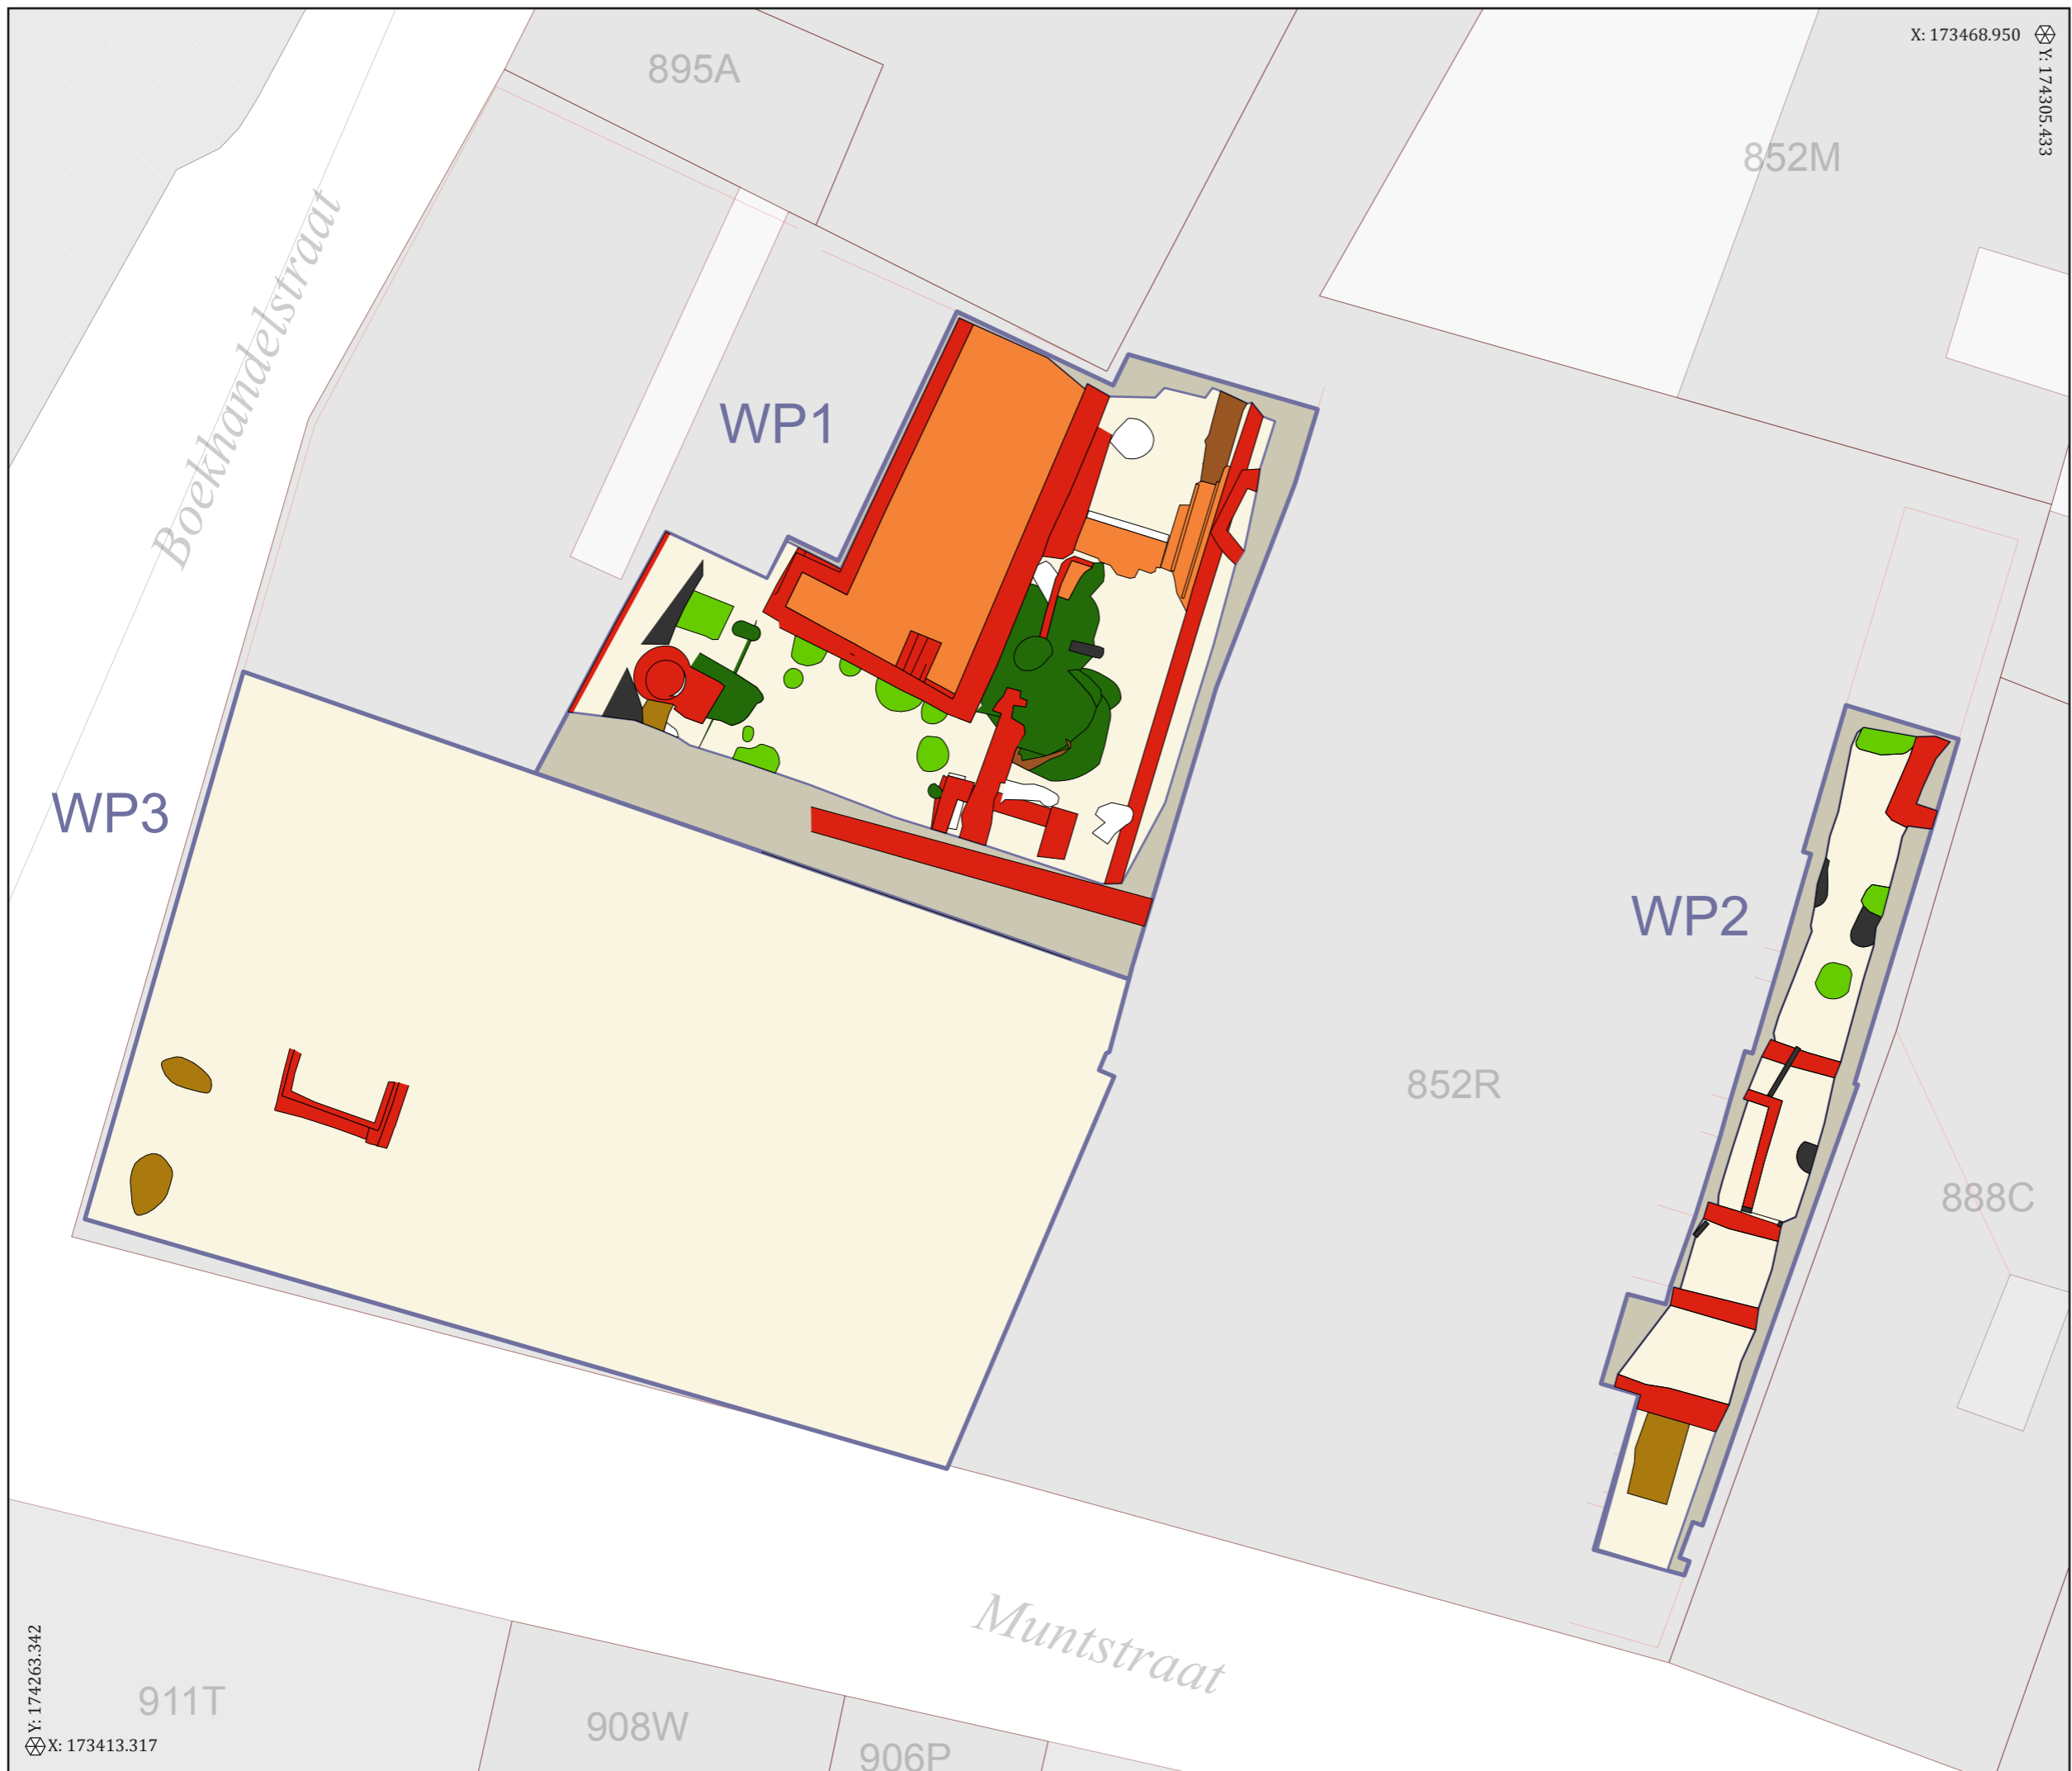 X: 173468.950
Y: 174305.433
895A
852M
Boekhandelstraat
WP1
WP3
WP2
852R
888C
Muntstraat
Y: 174263.342
X: 173413.317
911T
908W
906P